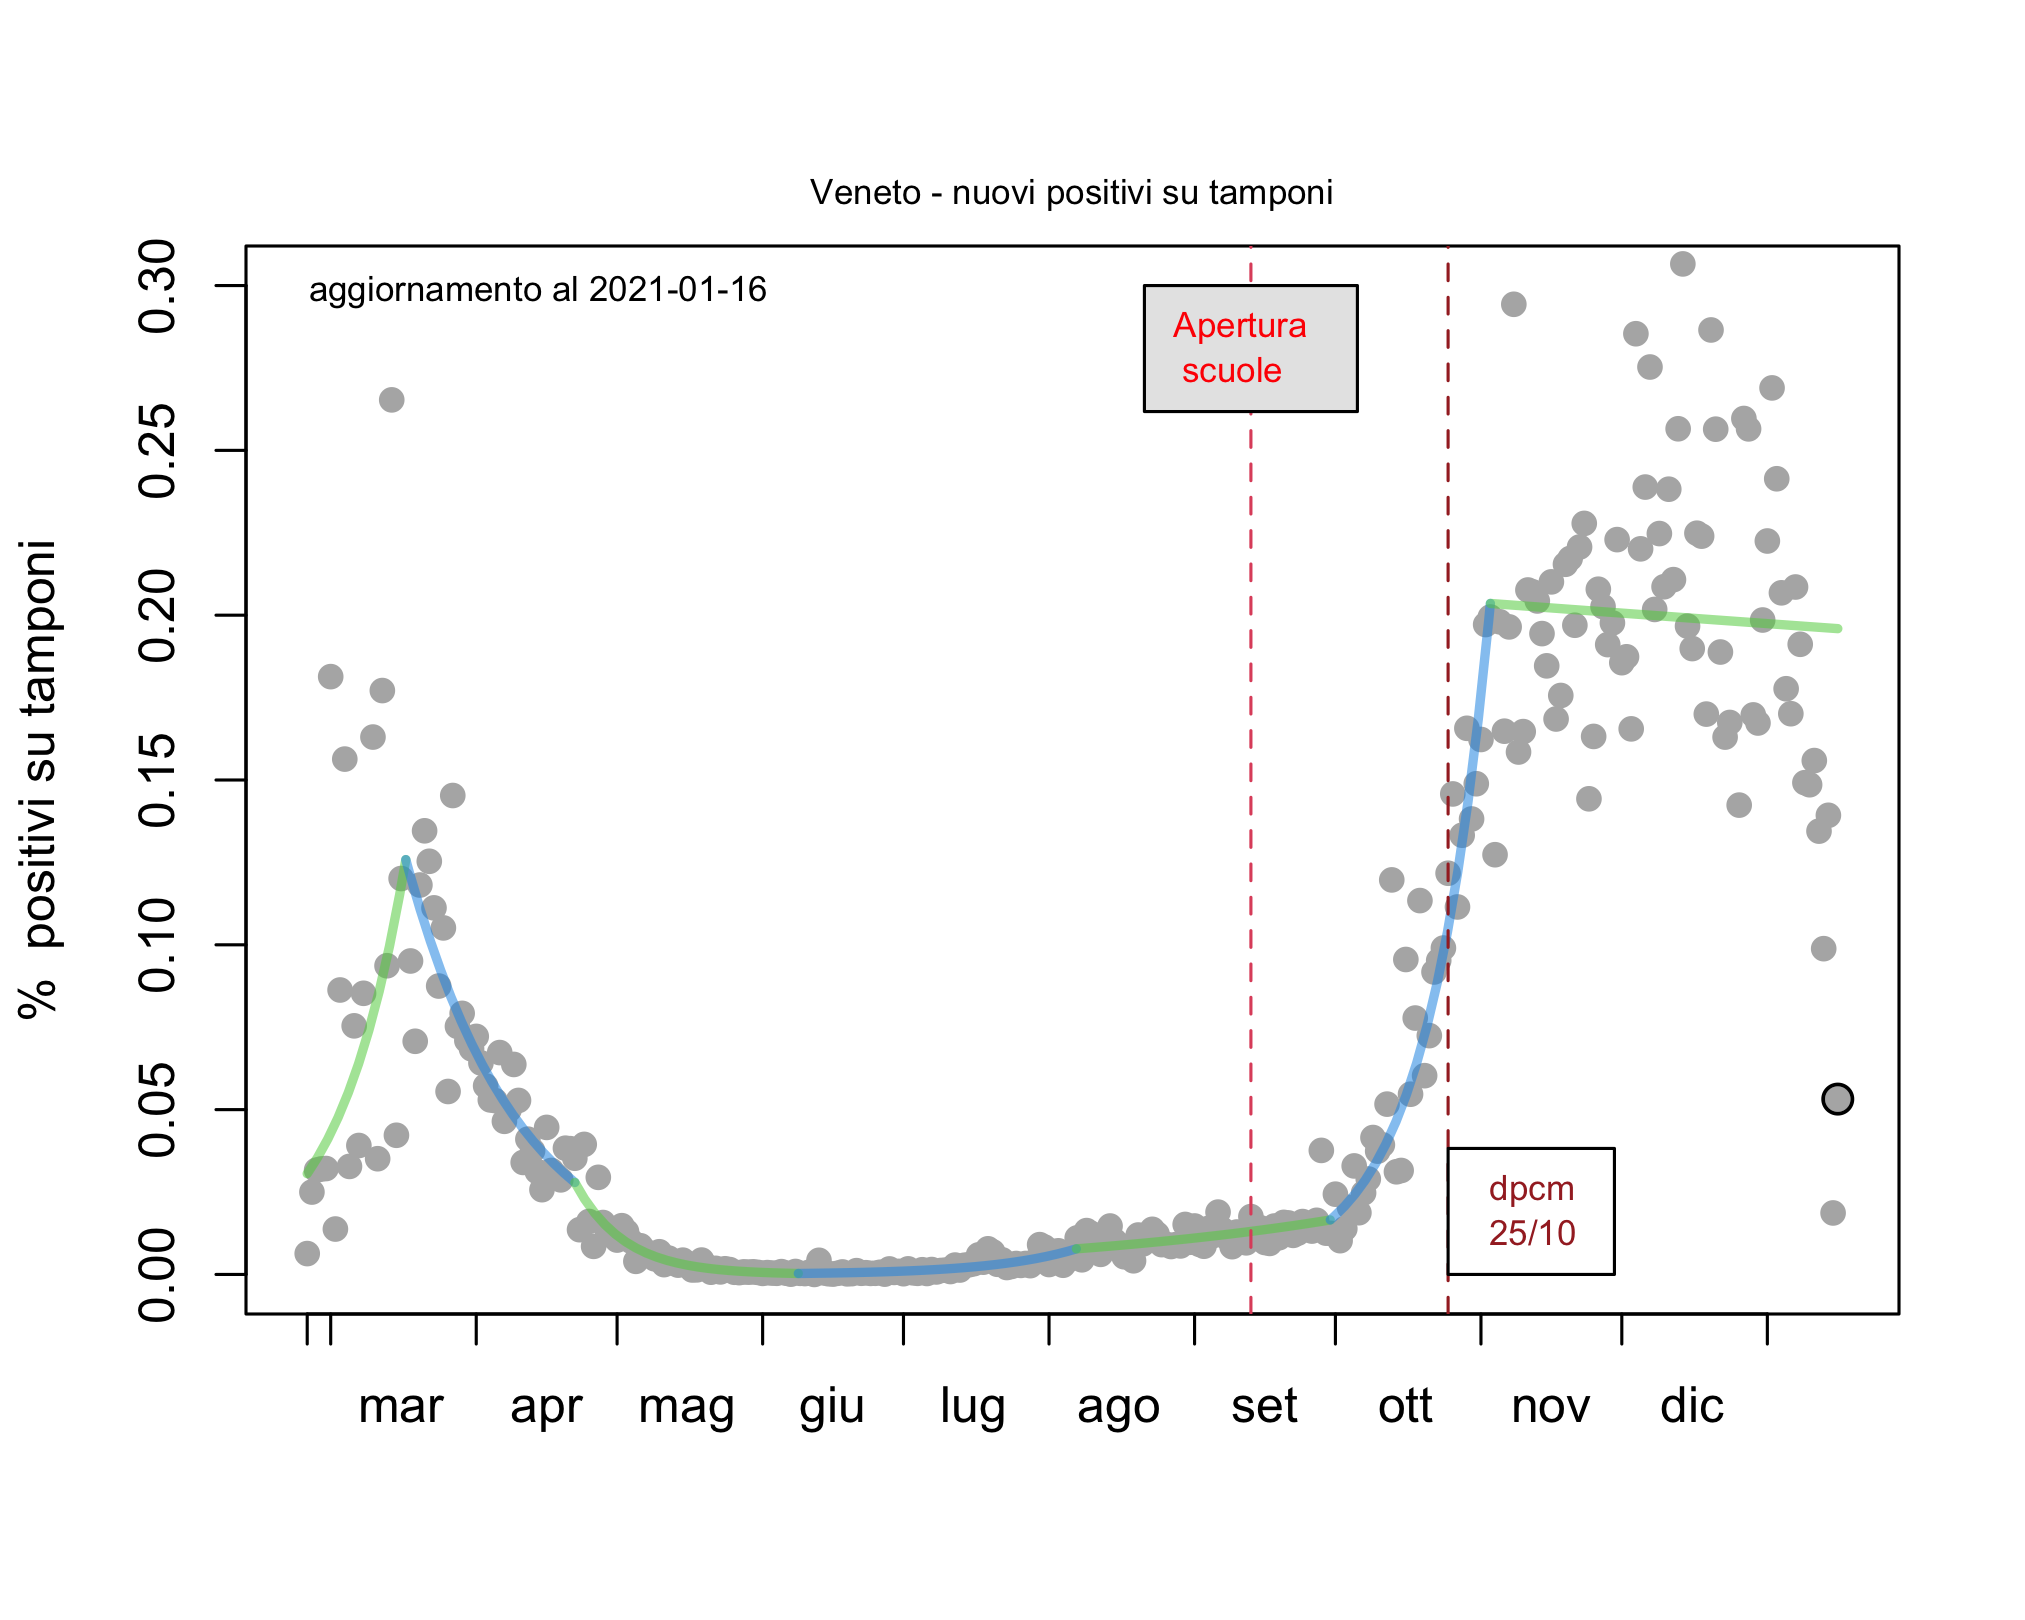 Veneto - nuovi positivi su tamponi
aggiornamento al 2021-01-16
Apertura
scuole
dpcm
25/10
% positivi su tamponi
0.30
0.25
0.20
0.15
0.10
0.05
0.00
mar apr mag giu lug ago set ott nov dic